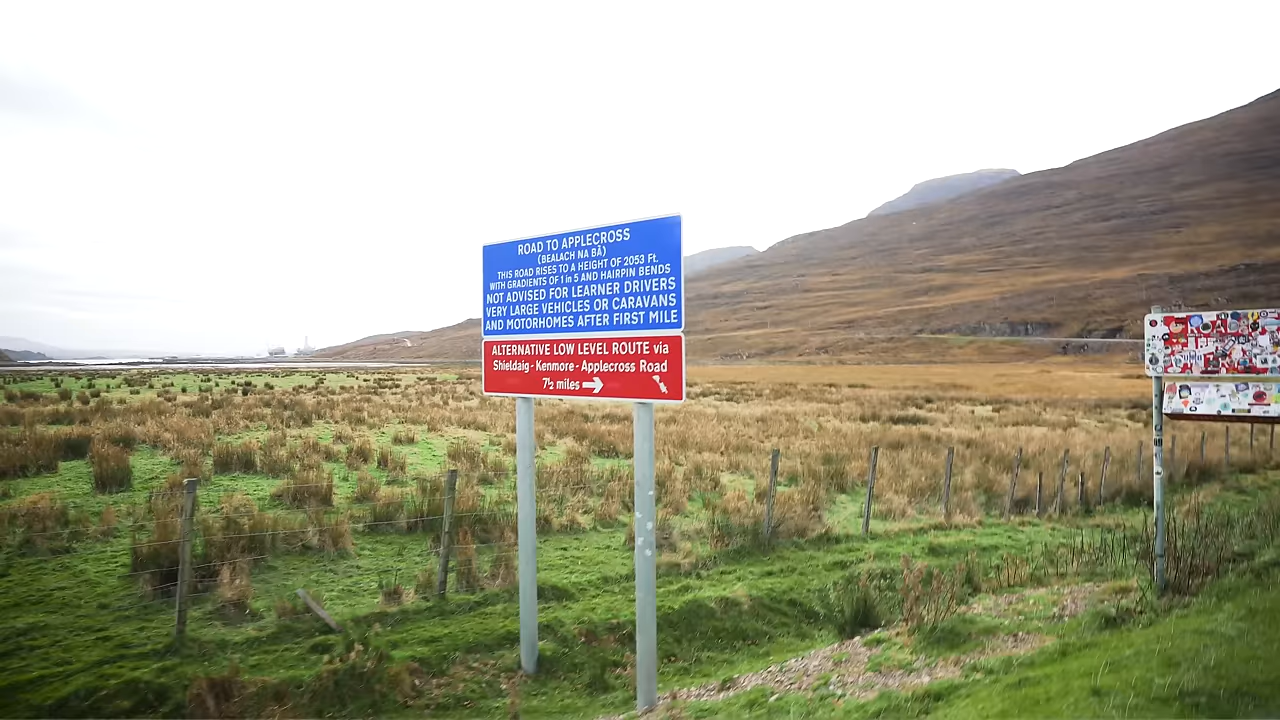 ROAD TO APPLECROSS
(BEALACH NA BÀ)
THIS ROAD RISES TO A HEIGHT OF 2053 Ft.
WITH GRADIENTS OF 1 in 5 AND HAIRPIN BENDS
NOT ADVISED FOR LEARNER DRIVERS
VERY LARGE VEHICLES OR CARAVANS
AND MOTORHOMES AFTER FIRST MILE
ALTERNATIVE LOW LEVEL ROUTE via
Shieldaig - Kenmore - Applecross Road
7½ miles